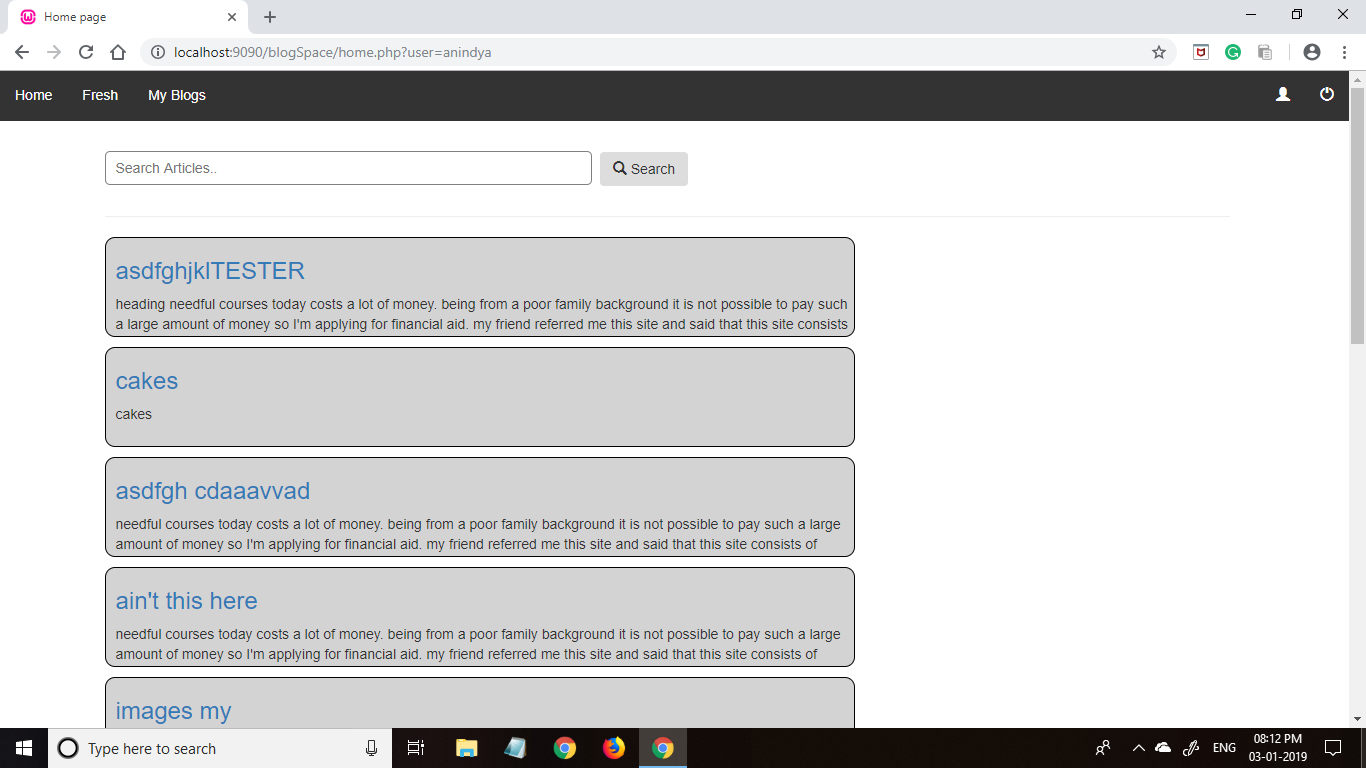 Home page
localhost:9090/blogSpace/home.php?user=anindya
Home Fresh My Blogs
Search Articles.. Search
asdfghjklTESTER
heading needful courses today costs a lot of money. being from a poor family background it is not possible to pay such
a large amount of money so I'm applying for financial aid. my friend referred me this site and said that this site consists
cakes
cakes
asdfgh cdaaavvad
needful courses today costs a lot of money. being from a poor family background it is not possible to pay such a large
amount of money so I'm applying for financial aid. my friend referred me this site and said that this site consists of
ain't this here
needful courses today costs a lot of money. being from a poor family background it is not possible to pay such a large
amount of money so I'm applying for financial aid. my friend referred me this site and said that this site consists of
images my
Type here to search
ENG
08:12 PM
03-01-2019